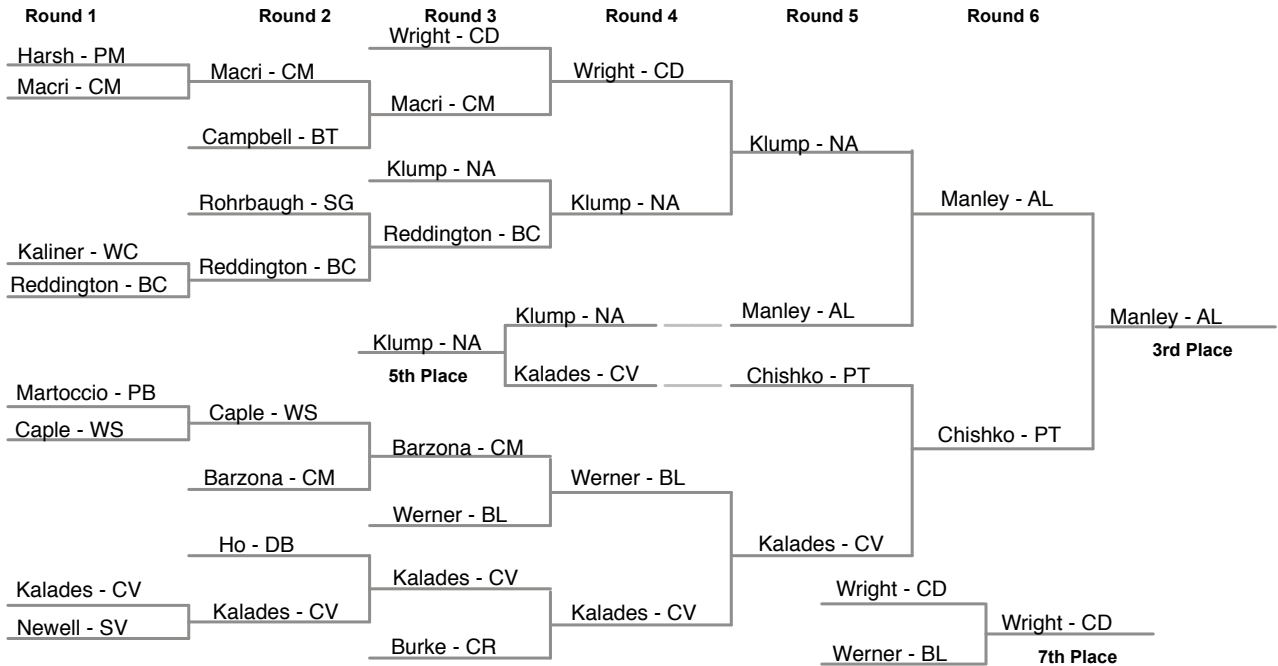 Round 1 Round 2 Round 3 Round 4 Round 5 Round 6
Wright - CD
Harsh - PM
Macri - CM
Wright - CD
Macri - CM
Macri - CM
Campbell - BT
Klump - NA
Klump - NA
Rohrbaugh - SG
Klump - NA
Manley - AL
Reddington - BC
Kaliner - WC
Reddington - BC
Reddington - BC
Klump - NA
Manley - AL
Manley - AL
Klump - NA
3rd Place
5th Place
Kalades - CV
Chishko - PT
Martoccio - PB
Caple - WS
Caple - WS
Chishko - PT
Barzona - CM
Barzona - CM
Werner - BL
Werner - BL
Ho - DB
Kalades - CV
Kalades - CV
Kalades - CV
Wright - CD
Kalades - CV
Kalades - CV
Newell - SV
Wright - CD
Burke - CR
Werner - BL
7th Place